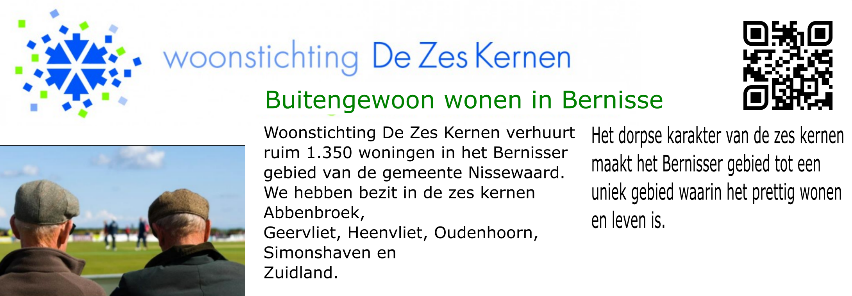 woonstichting De Zes Kernen
Buitengewoon wonen in Bernisse
Woonstichting De Zes Kernen verhuurt
ruim 1.350 woningen in het Bernisser
gebied van de gemeente Nissewaard.
We hebben bezit in de zes kernen
Abbenbroek,
Geervliet, Heenvliet, Oudenhoorn,
Simonshaven en
Zuidland.
Het dorpse karakter van de zes kernen
maakt het Bernisser gebied tot een
uniek gebied waarin het prettig wonen
en leven is.